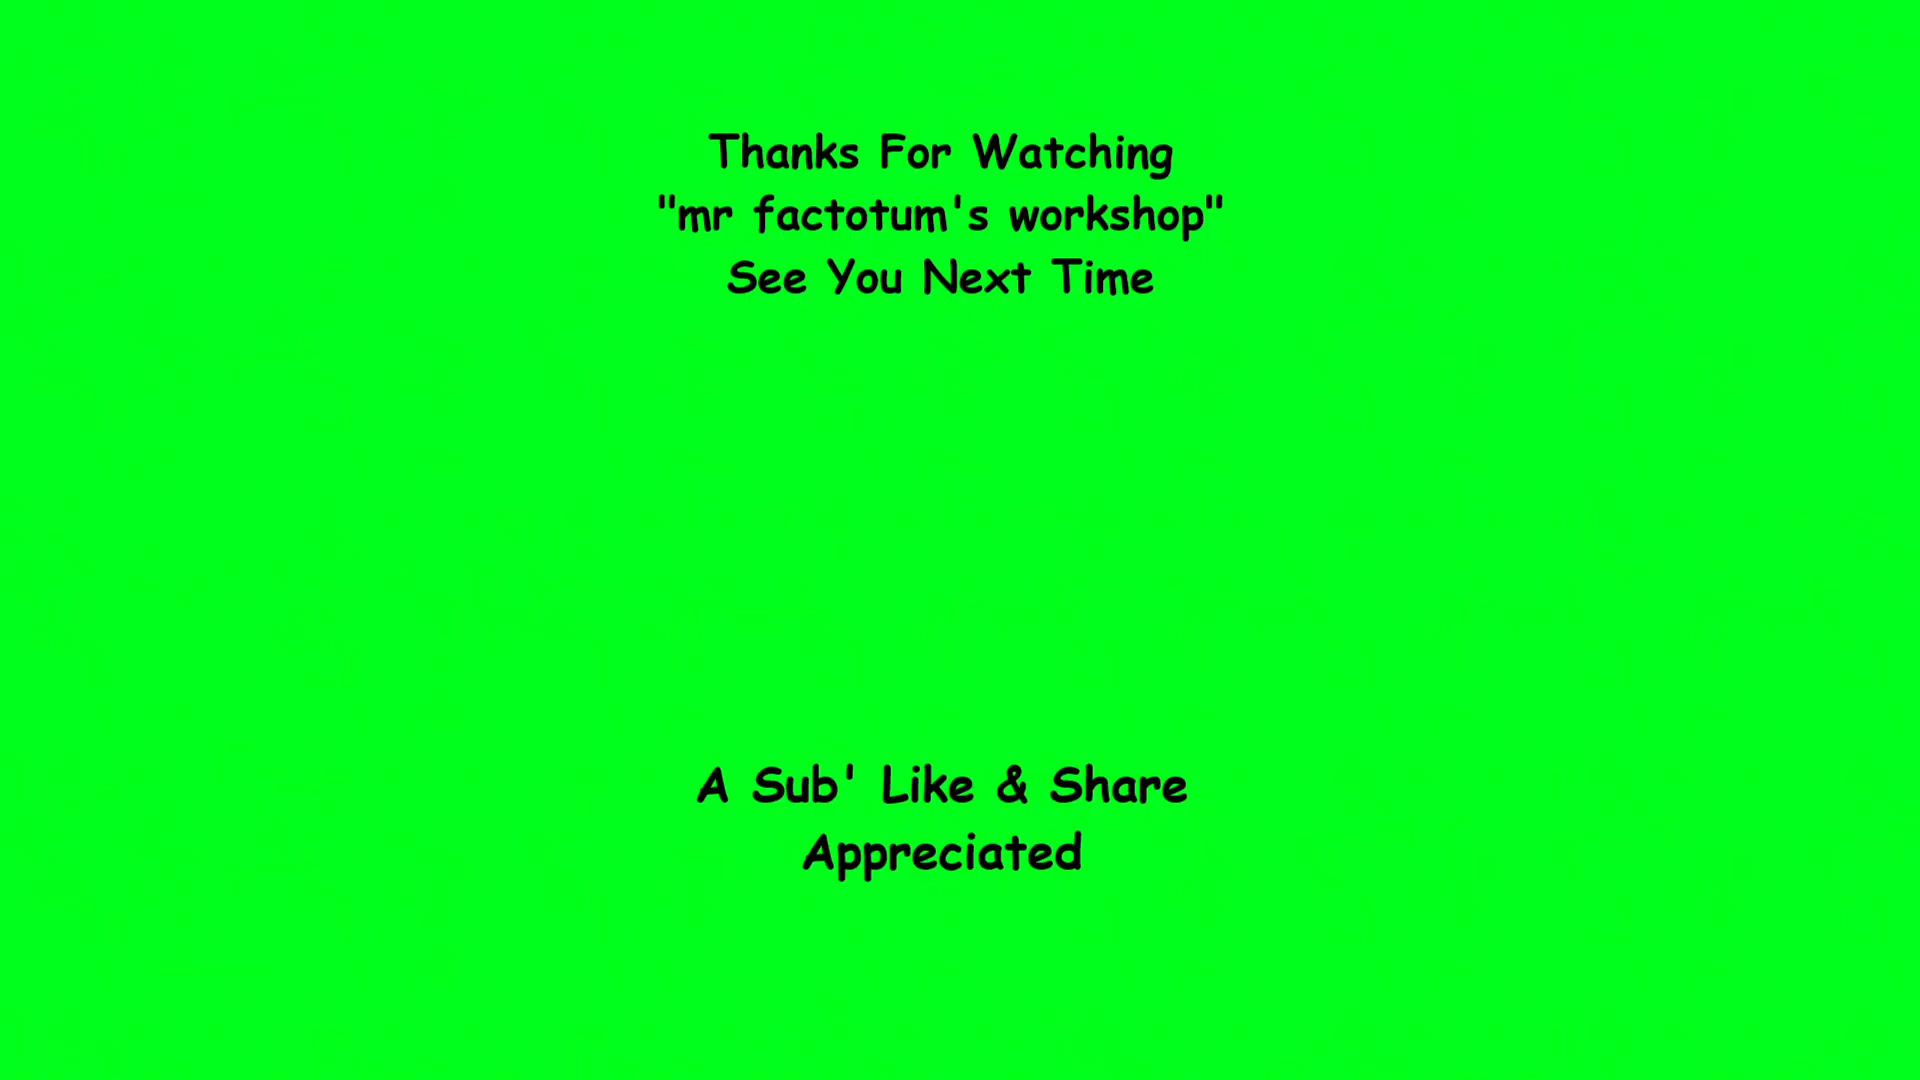 Thanks For Watching
"mr factotum's workshop"
See You Next Time
A Sub' Like & Share
Appreciated